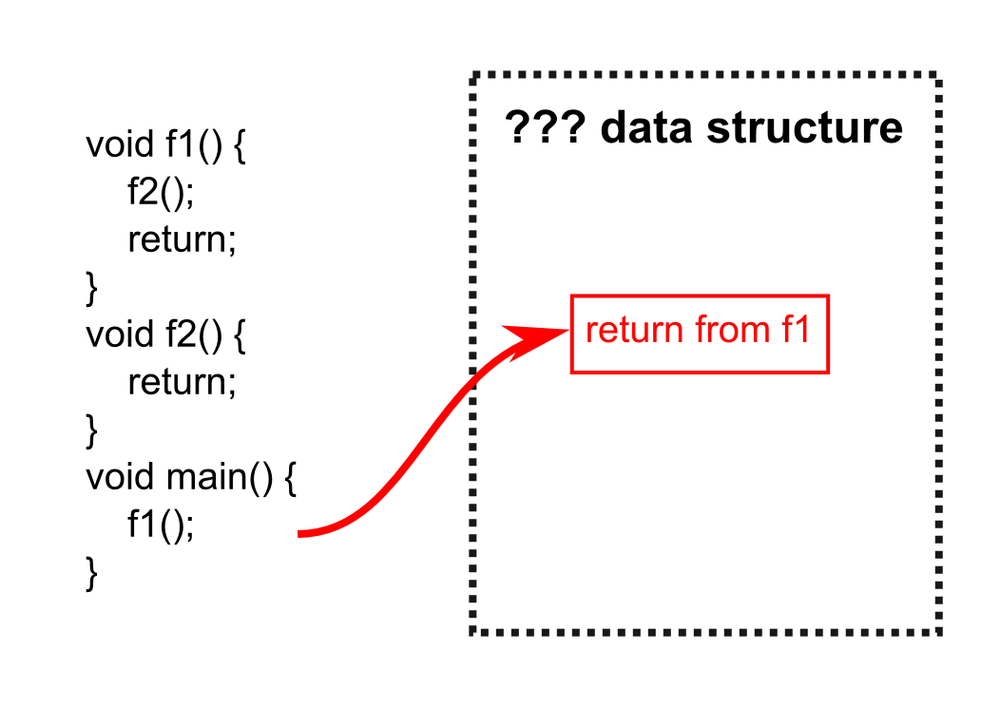 void f1() {
f2();
return;
}
void f2() {
return;
}
void main() {
f1();
}
??? data structure
return from f1